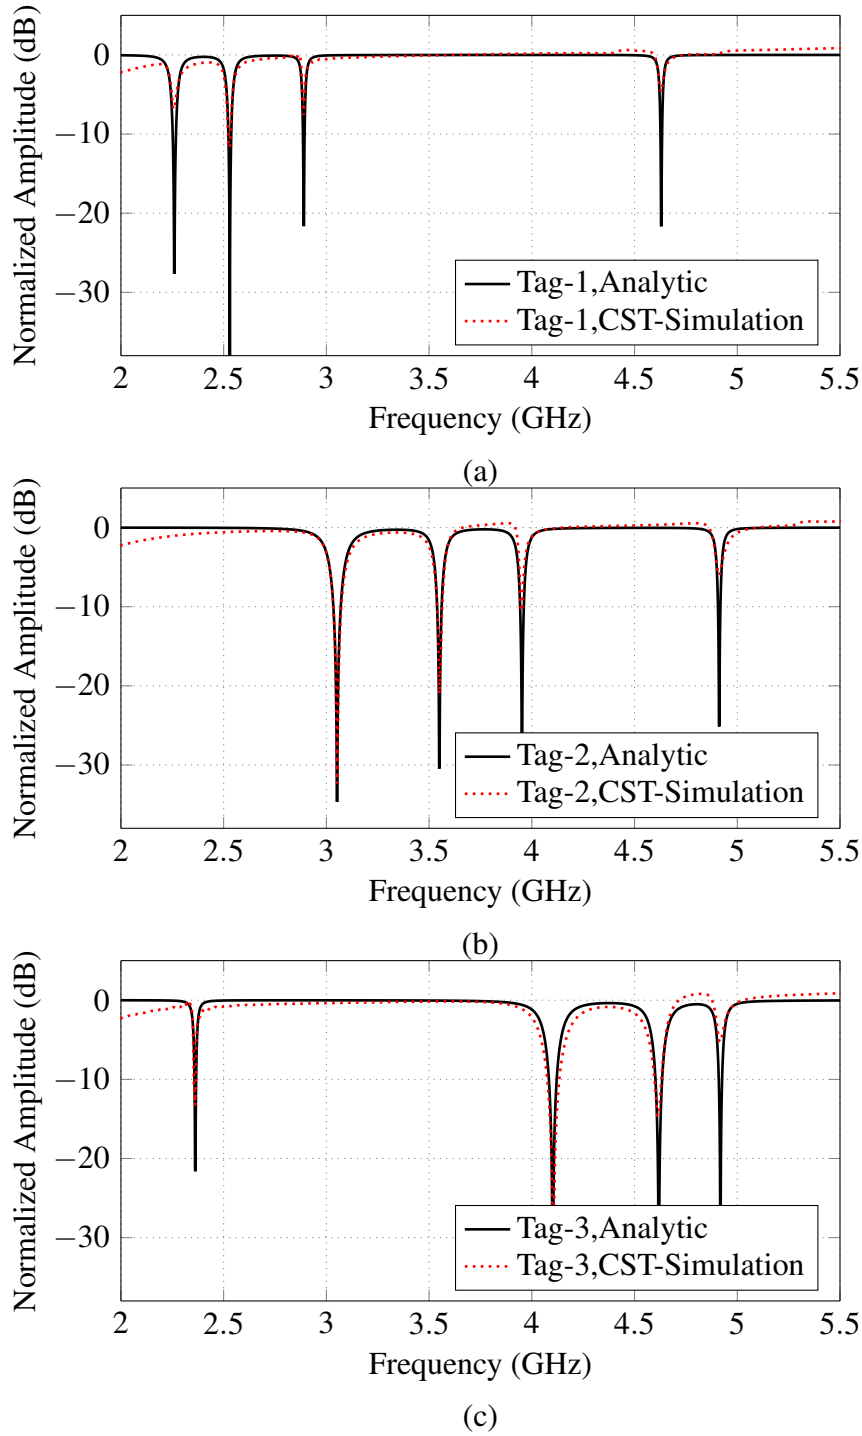 Normalized Amplitude (dB)
0
−10
−20
−30
Tag-1,Analytic
Tag-1,CST-Simulation
2 2.5 3 3.5 4 4.5 5 5.5
Frequency (GHz)
(a)
Normalized Amplitude (dB)
0
−10
−20
−30
Tag-2,Analytic
Tag-2,CST-Simulation
2 2.5 3 3.5 4 4.5 5 5.5
Frequency (GHz)
(b)
Normalized Amplitude (dB)
0
−10
−20
−30
Tag-3,Analytic
Tag-3,CST-Simulation
2 2.5 3 3.5 4 4.5 5 5.5
Frequency (GHz)
(c)